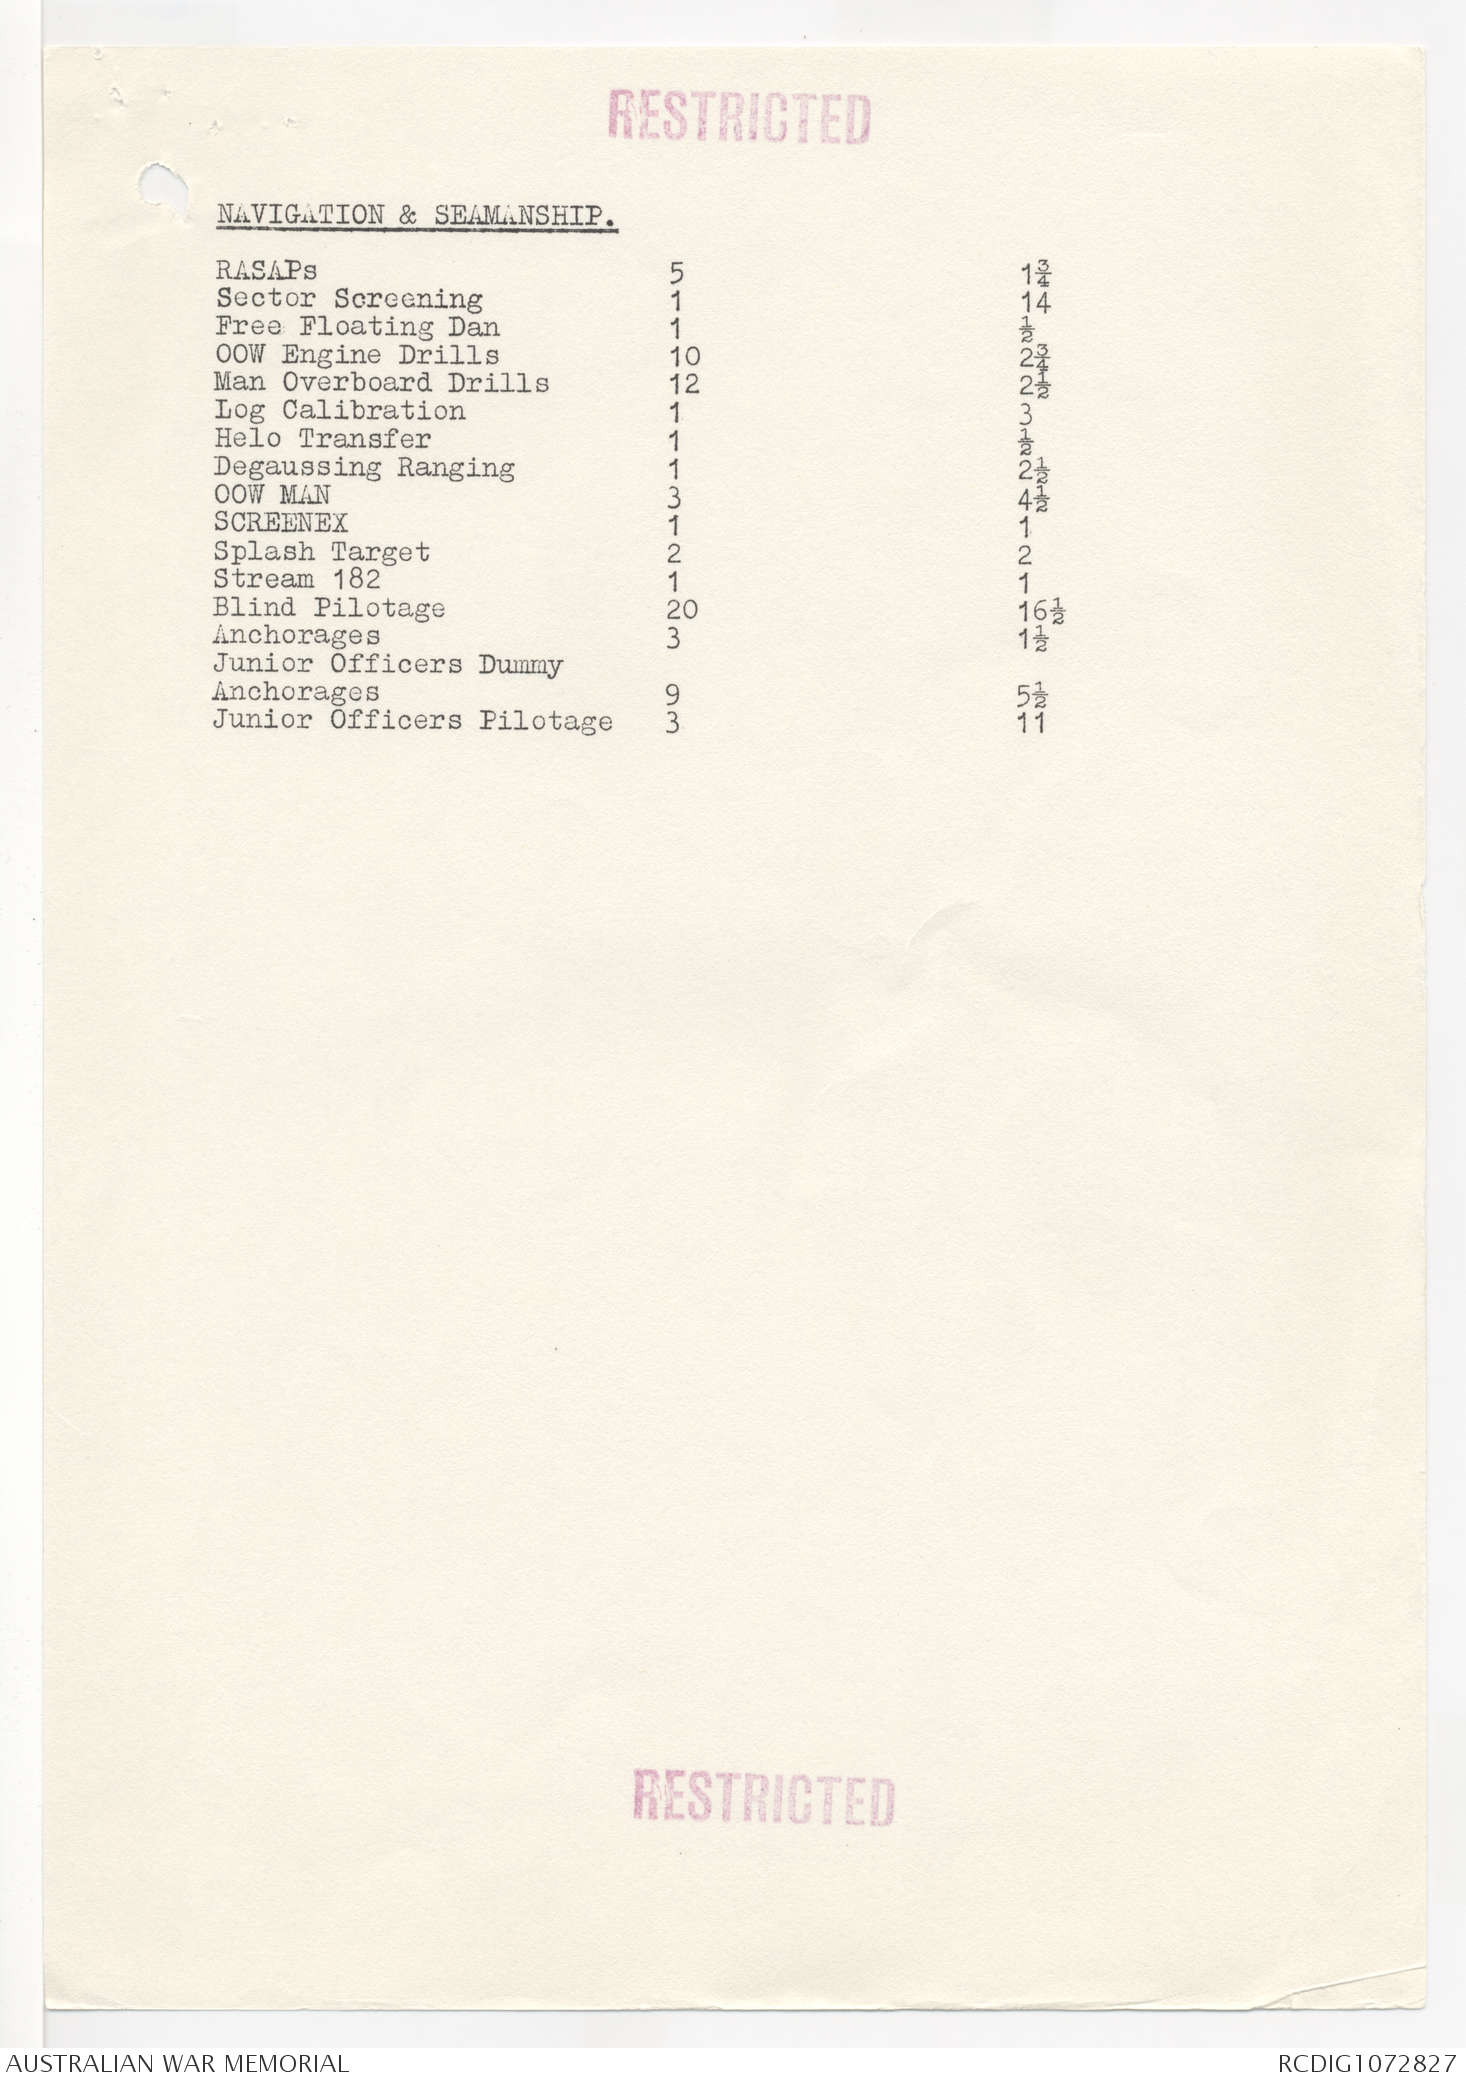 RESTRICTED
NAVIGATION & SEAMANSHIP.
RASAPs 5 1¾
Sector Screening 1 14
Free Floating Dan 1 ½
OOW Engine Drills 10 2¾
Man Overboard Drills 12 2½
Log Calibration 1 3
Helo Transfer 1 ½
Degaussing Ranging 1 2½
OOW MAN 3 4½
SCREENEX 1 1
Splash Target 2 2
Stream 182 1 1
Blind Pilotage 20 16½
Anchorages 3 1½
Junior Officers Dummy
Anchorages 9 5½
Junior Officers Pilotage 3 11
RESTRICTED
AUSTRALIAN WAR MEMORIAL RCDIG1072827